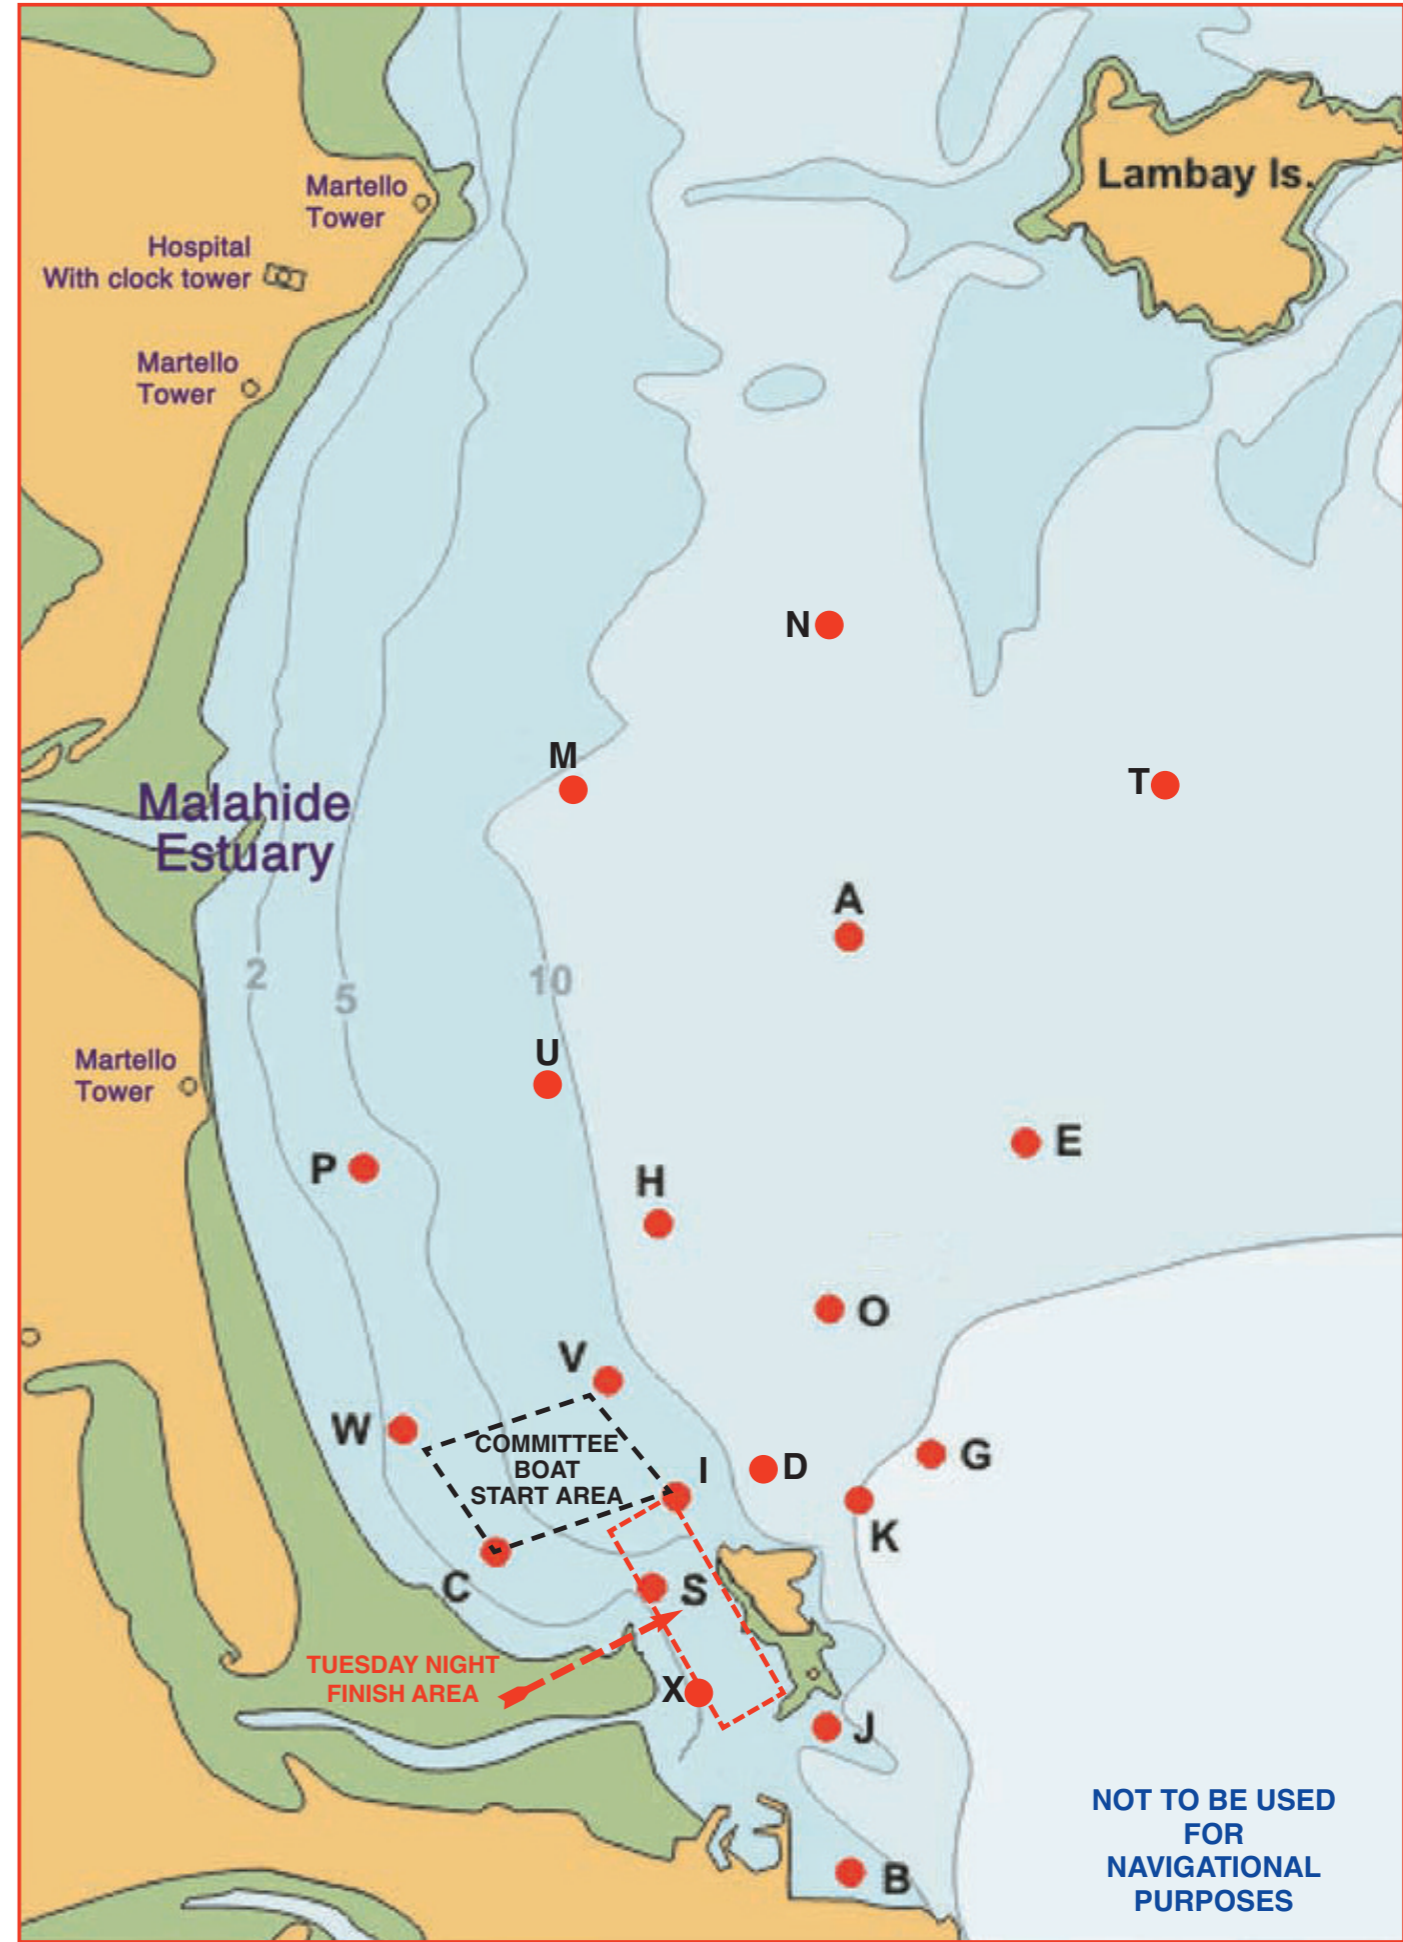 Lambay Is.
Martello
Tower
Hospital
With clock tower
Martello
Tower
N
M
T
Malahide
Estuary
A
2
5
10
U
Martello
Tower
E
P
H
O
V
W
COMMITTEE
BOAT
START AREA
I
D
G
K
C
S
TUESDAY NIGHT
FINISH AREA
X
J
NOT TO BE USED
FOR
NAVIGATIONAL
PURPOSES
B